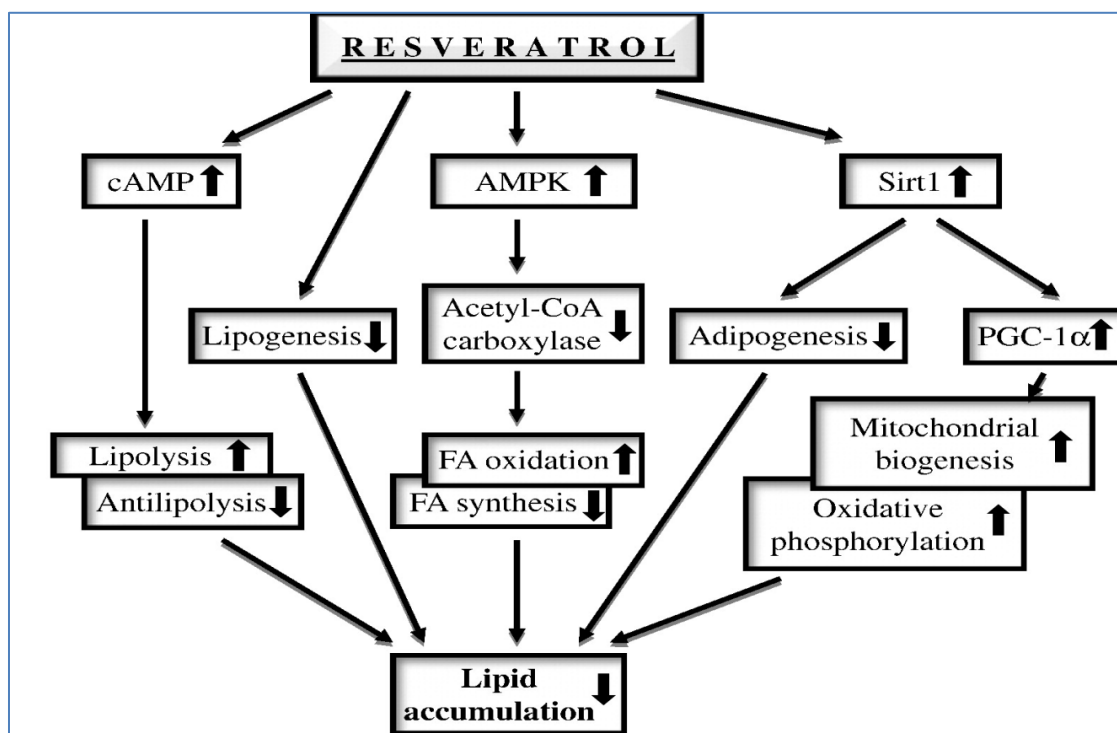 RESVERATROL
cAMP
AMPK
Sirt1
Lipogenesis
Acetyl-CoA
carboxylase
Adipogenesis
PGC-1α
Lipolysis
Antilipolysis
FA oxidation
FA synthesis
Mitochondrial
biogenesis
Oxidative
phosphorylation
Lipid
accumulation